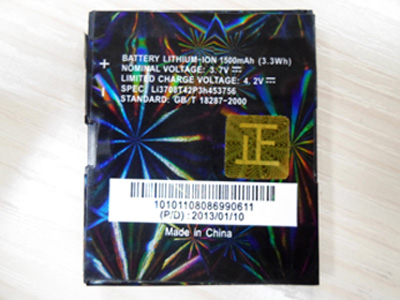 BATTERY LITHIUM-ION 1500mAh (3.3Wh)
+ NOMINAL VOLTAGE: 3.7V⎓
LIMITED CHARGE VOLTAGE: 4.2V⎓
- SPEC: Li3708T42P3h453756
STANDARD: GB/T 18287-2000
正
10101108086990611
(P/D) : 2013/01/10
Made in China